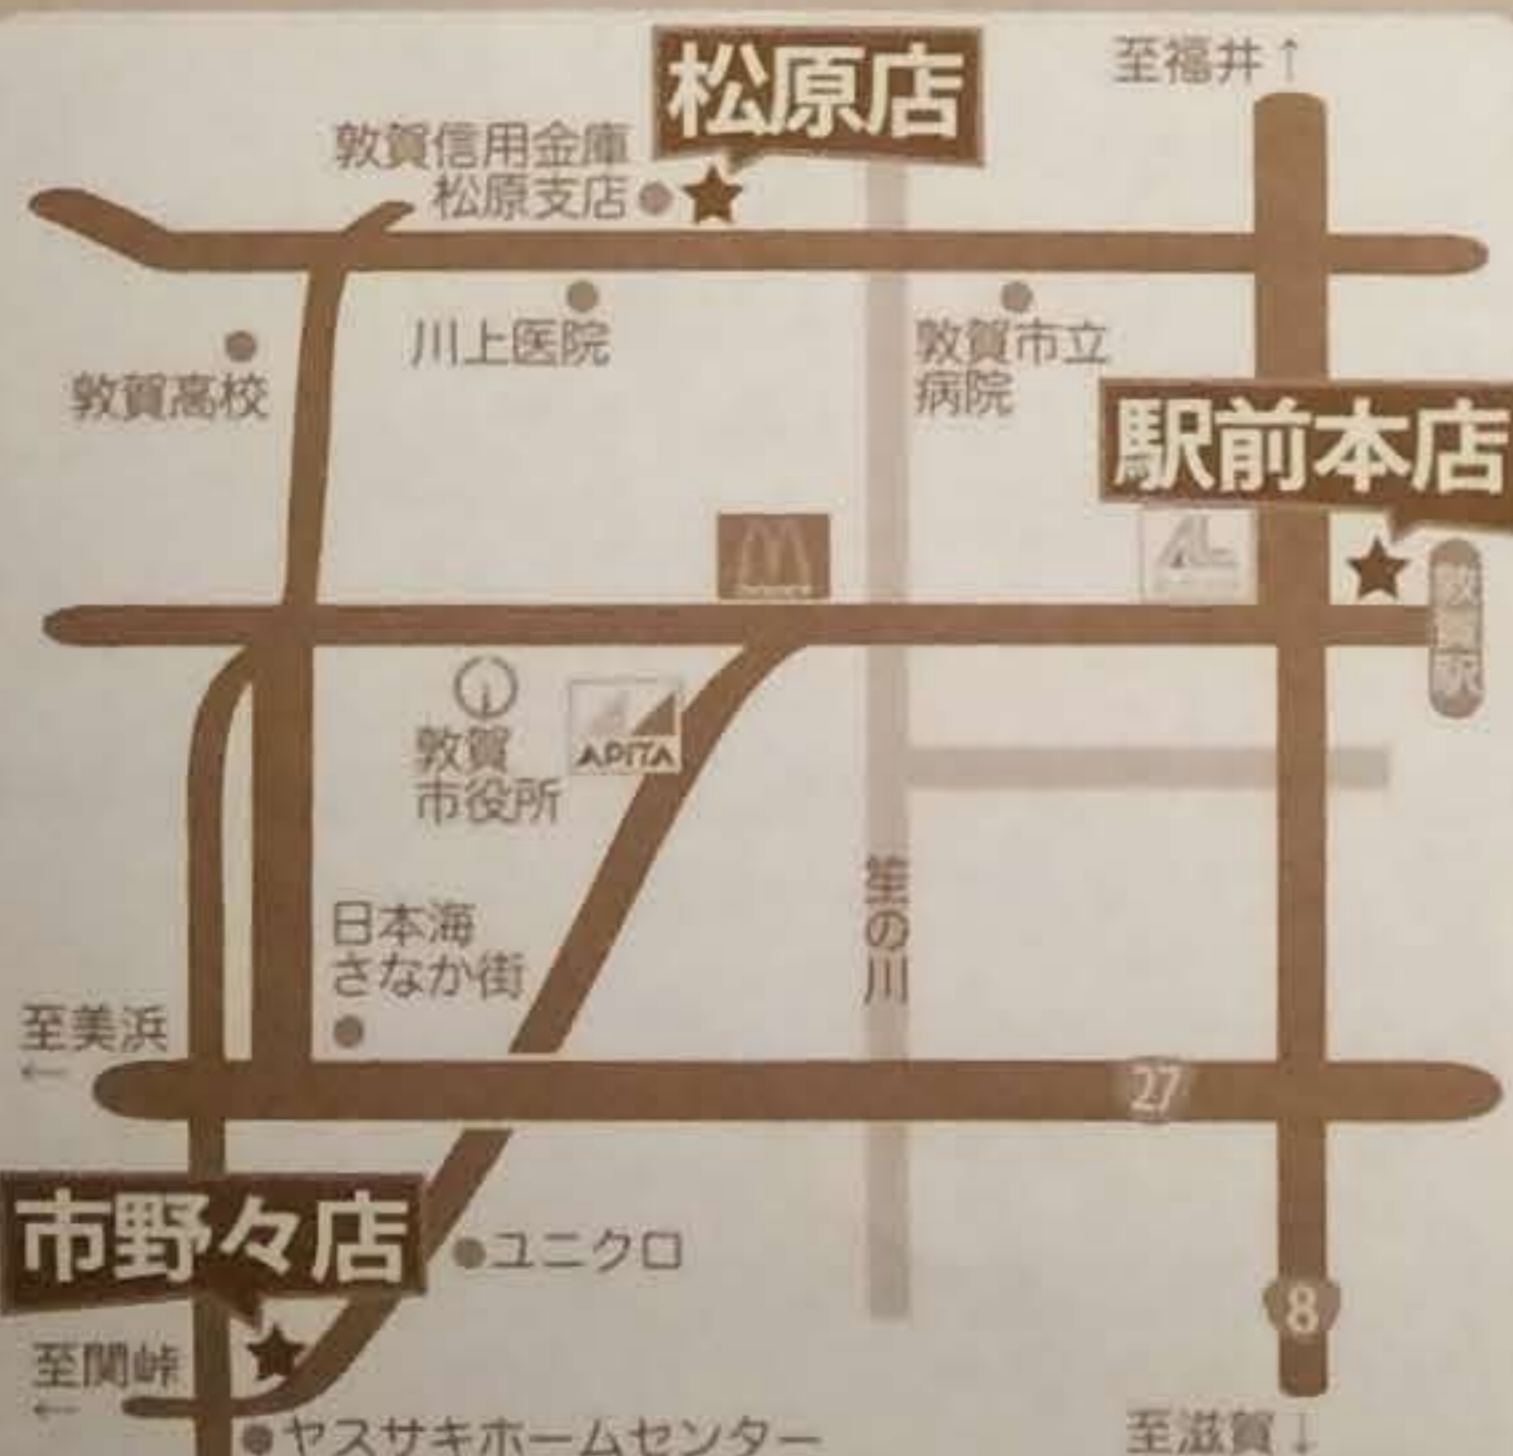 松原店
至福井↑
敦賀信用金庫
松原支店
川上医院
敦賀市立
病院
敦賀高校
駅前本店
AL
敦賀駅
敦賀
市役所
APITA
笙の川
日本海
さなか街
至美浜
←
27
市野々店
ユニクロ
8
至関峠
←
ヤスサキホームセンター
至滋賀↓